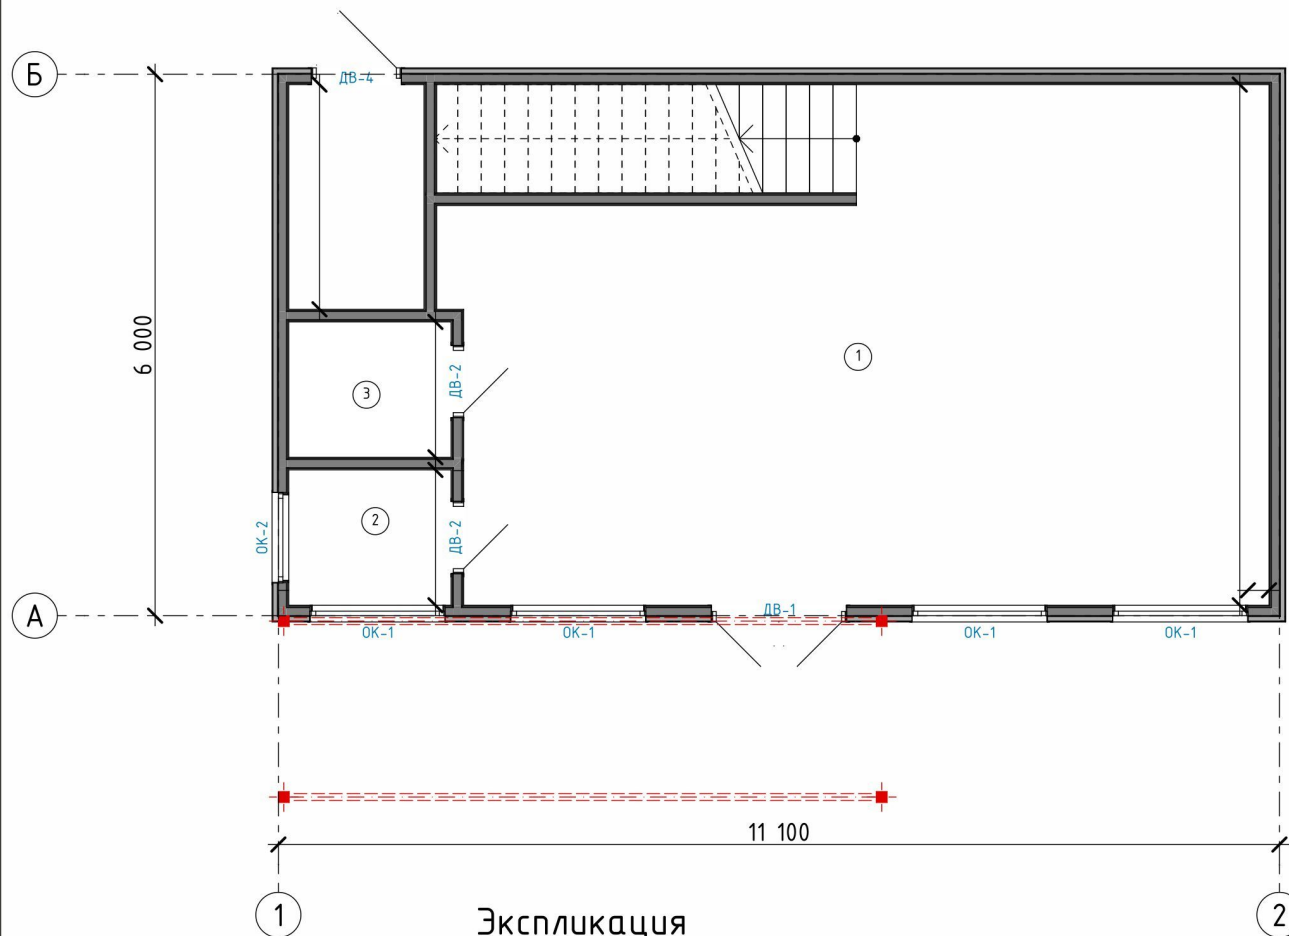 Б
ДВ-4
6 000
1
3
ДВ-2
2
ОК-2
ДВ-2
А
ДВ-1
ОК-1
ОК-1
ОК-1
ОК-1
11 100
1
2
Экспликация